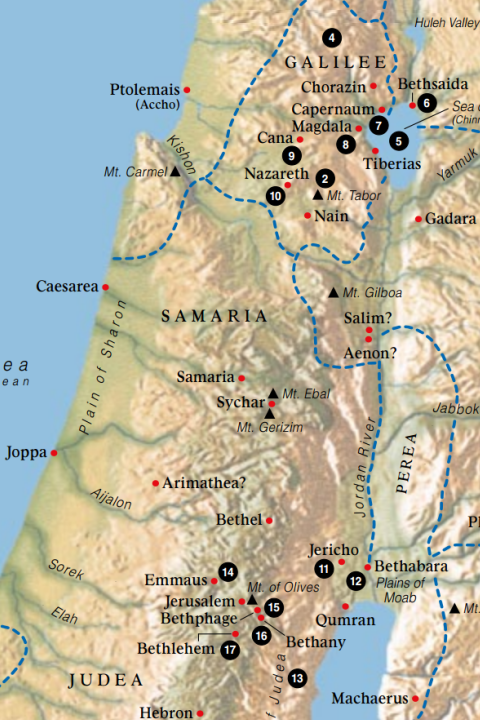 Huleh Valley
4
GALILEE
Chorazin
Bethsaida
Ptolemais
(Accho)
6
Capernaum
Sea
(Chinn
7
Magdala
Kishon
Cana
8
5
9
Tiberias
Yarmuk
Mt. Carmel
Nazareth
2
10
Mt. Tabor
Nain
Gadara
Caesarea
Mt. Gilboa
SAMARIA
Salim?
Plain of Sharon
Aenon?
ea
ean
Samaria
Mt. Ebal
Sychar
Mt. Gerizim
Jabbok
Joppa
Jordan River
PEREA
Arimathea?
Aijalon
Bethel
Pl
Jericho
Sorek
14
11
Bethabara
Emmaus
12
Plains of
Moab
Mt. of Olives
Jerusalem
15
Mt.
Elah
Bethphage
Qumran
16
Bethany
Bethlehem
17
JUDEA
13
f Judea
Machaerus
Hebron